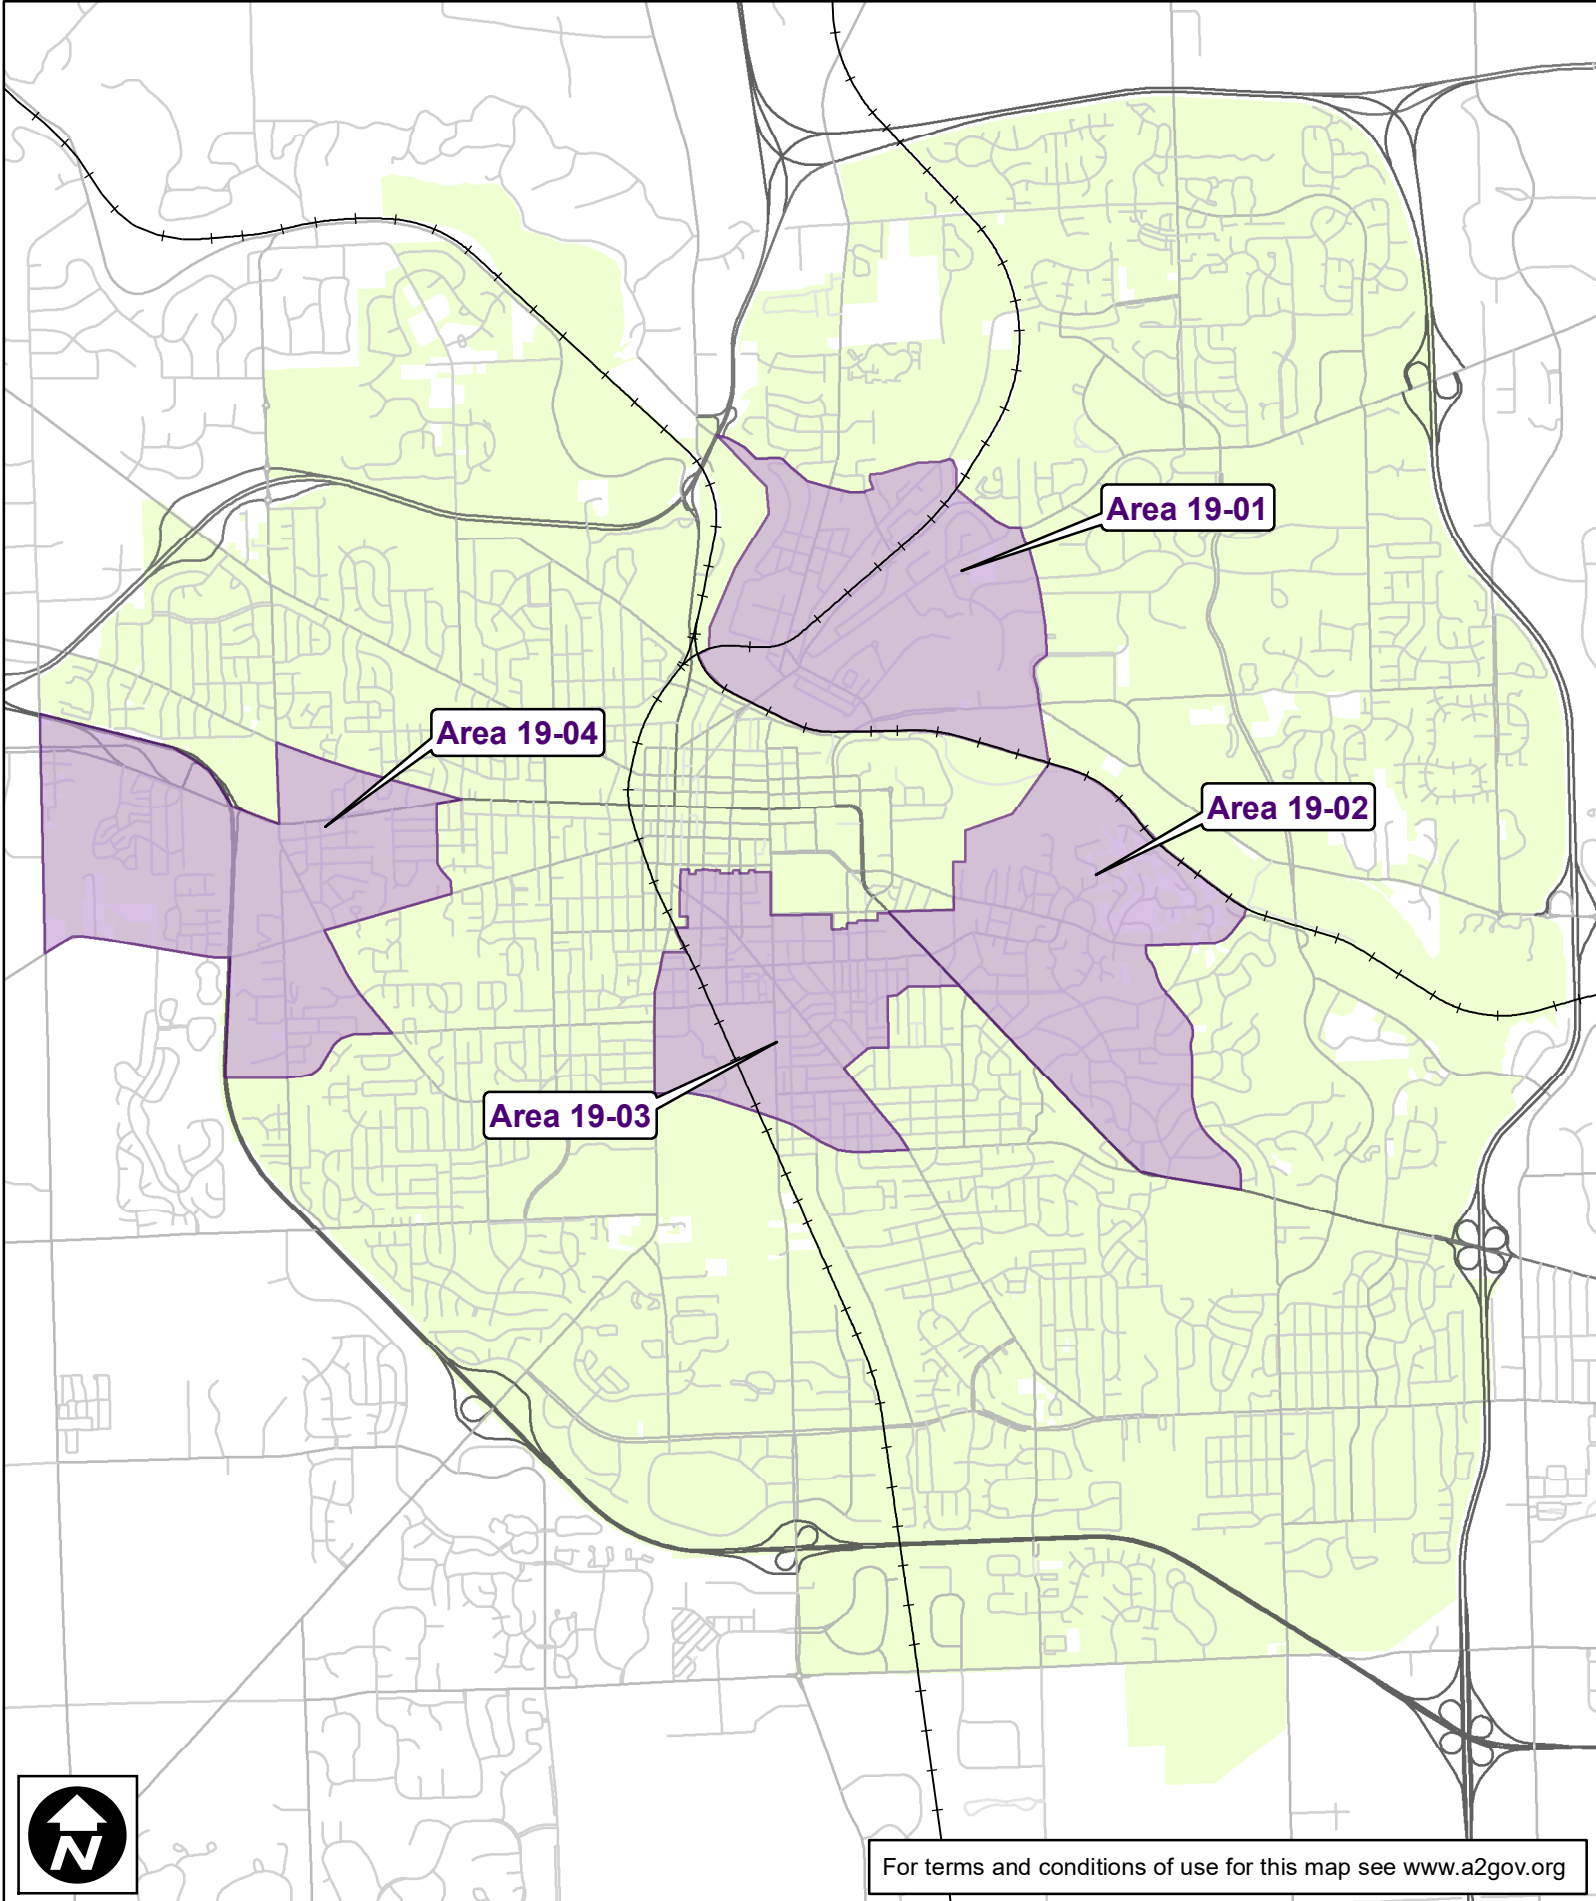 Area 19-01
Area 19-04
Area 19-02
Area 19-03
N
For terms and conditions of use for this map see www.a2gov.org